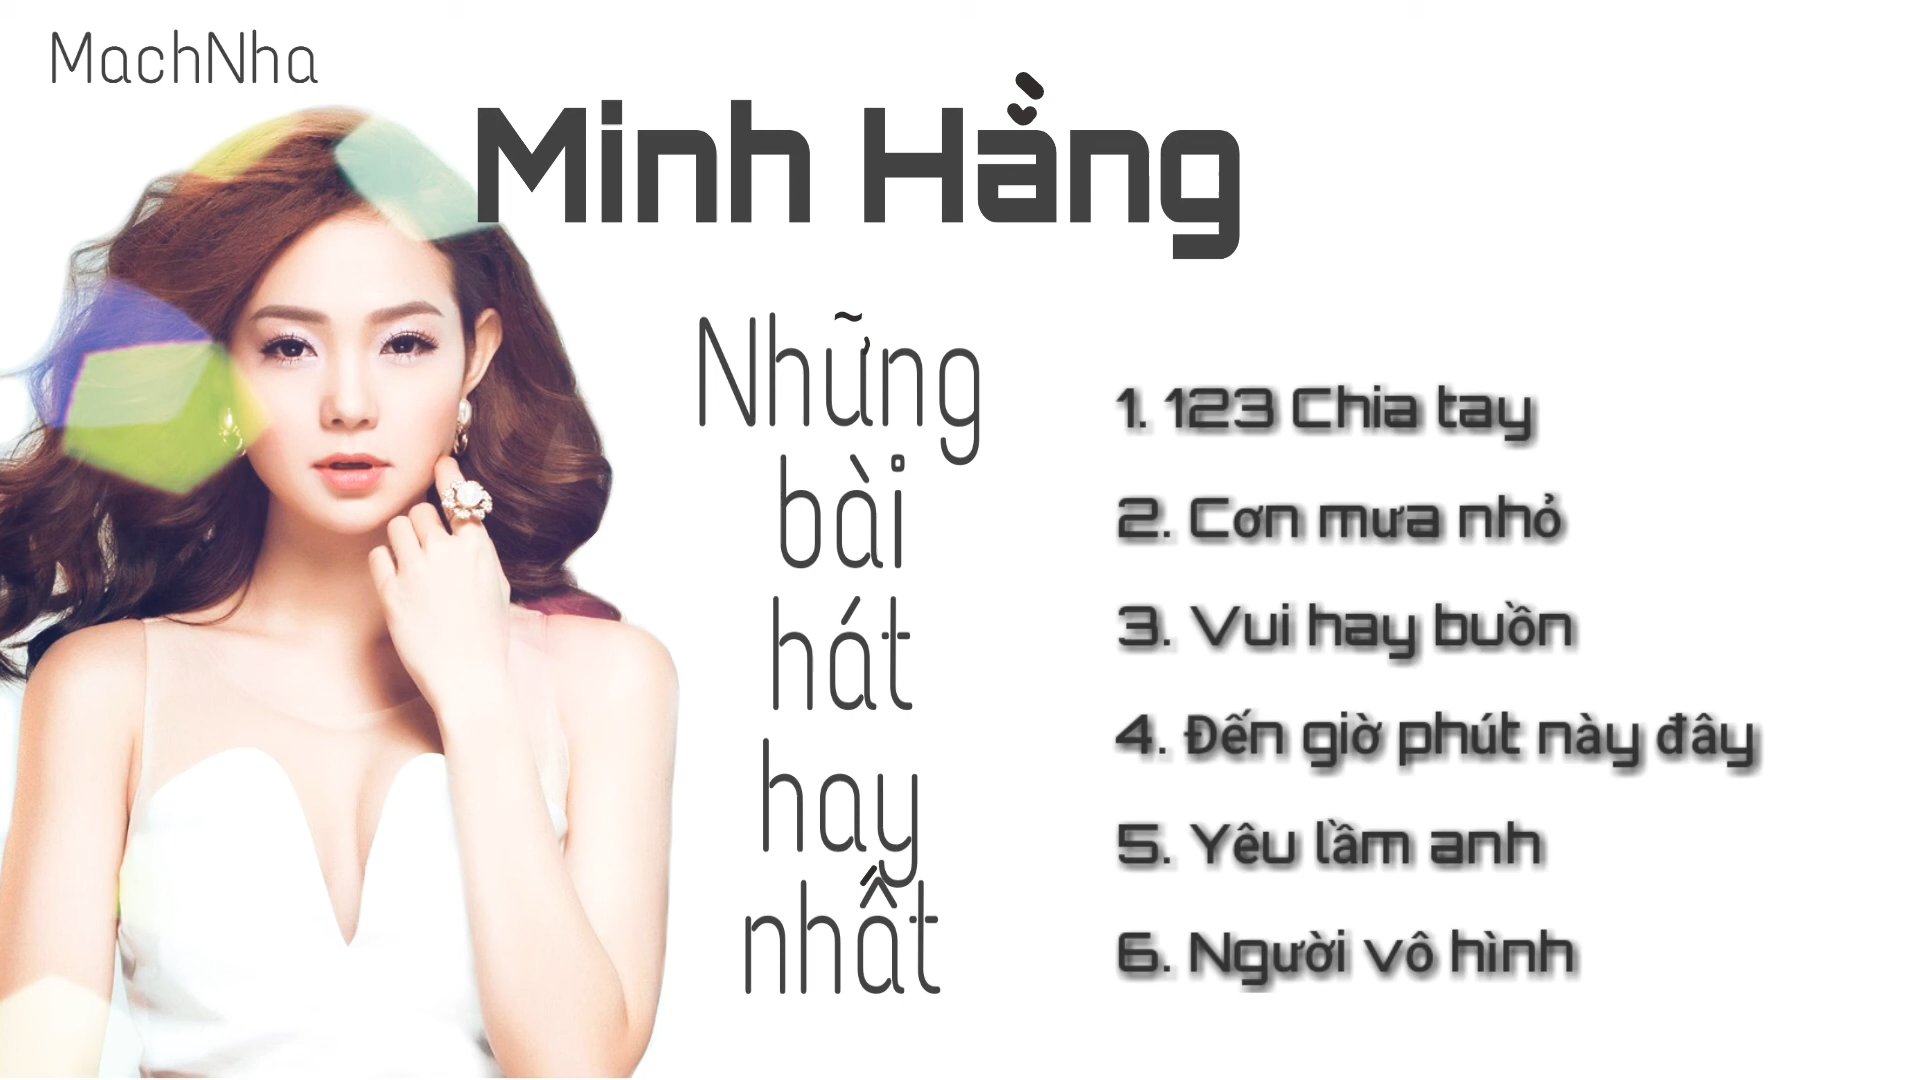 MachNha
Minh Hằng
Những
bài
hát
hay
nhất
1. 123 Chia tay
2. Cơn mưa nhỏ
3. Vui hay buồn
4. Đến giờ phút này đây
5. Yêu lầm anh
6. Người vô hình